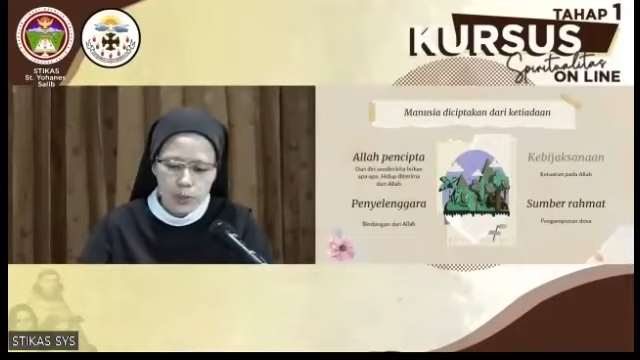 STIKAS
St. Yohanes
Salib
TAHAP 1
KURSUS
Spiritualitas
ON LINE
Manusia diciptakan dari ketiadaan
Allah pencipta
Dari diri sendiri kita bukan
apa-apa. Hidup diterima
dari Allah
Kebijaksanaan
Ketaatan pada Allah
Penyelenggara
Bimbingan dari Allah
Sumber rahmat
Pengampunan dosa
STIKAS SYS